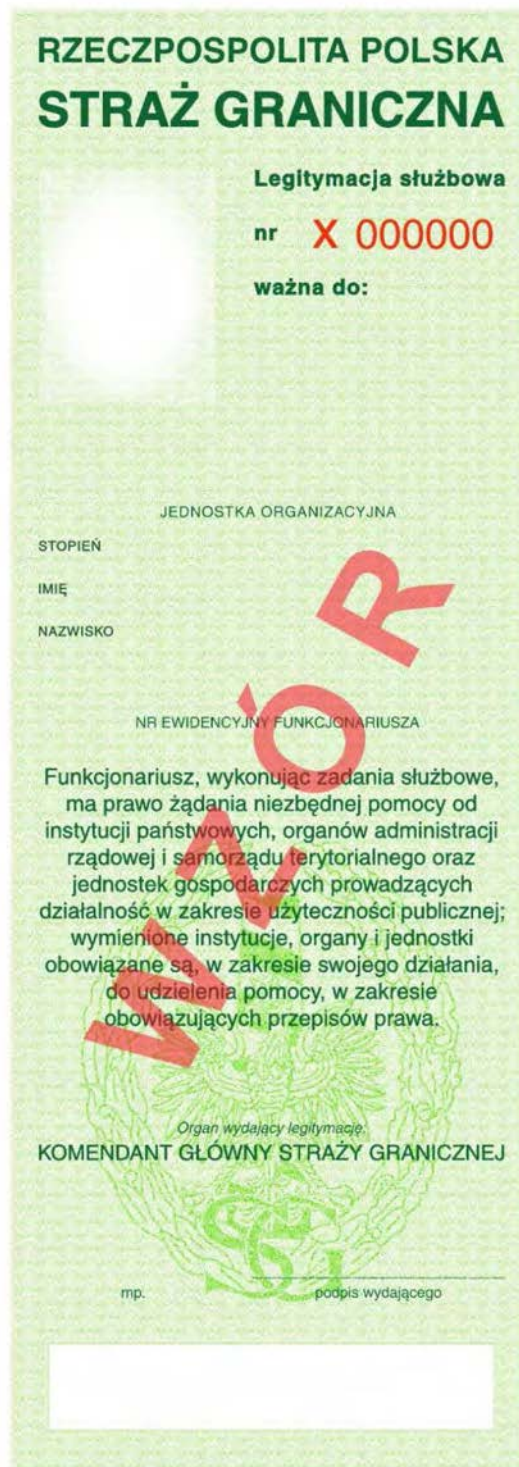 RZECZPOSPOLITA POLSKA
STRAŻ GRANICZNA
Legitymacja służbowa
nr X 000000
ważna do:
JEDNOSTKA ORGANIZACYJNA
STOPIEŃ
IMIĘ
NAZWISKO
NR EWIDENCYJNY FUNKCJONARIUSZA
Funkcjonariusz, wykonując zadania służbowe,
ma prawo żądania niezbędnej pomocy od
instytucji państwowych, organów administracji
rządowej i samorządu terytorialnego oraz
jednostek gospodarczych prowadzących
działalność w zakresie użyteczności publicznej;
wymienione instytucje, organy i jednostki
obowiązane są, w zakresie swojego działania,
do udzielenia pomocy, w zakresie
obowiązujących przepisów prawa.
WZÓR
Organ wydający legitymację:
KOMENDANT GŁÓWNY STRAŻY GRANICZNEJ
SG
mp. podpis wydającego